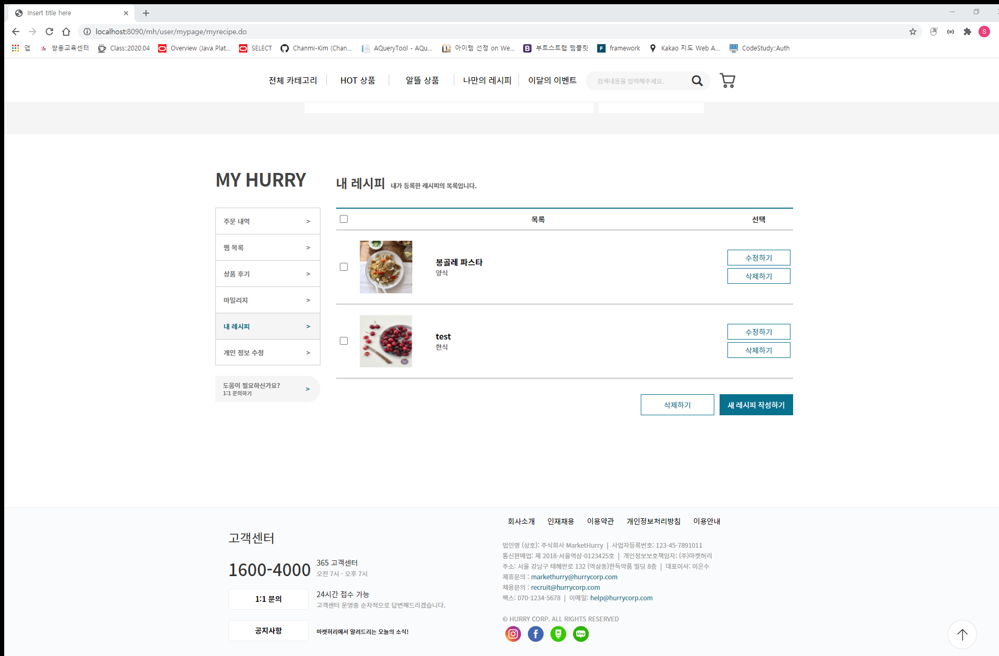 Insert title here
localhost:8090/mh/user/mypage/myrecipe.do
S
앱 쌍용교육센터 Class::2020.04 Overview (Java Plat... SELECT Chanmi-Kim (Chan... AQueryTool - AQu... 아이템 선정 on We... B 부트스트랩 템플릿 F framework Kakao 지도 Web A... CodeStudy::Auth
전체 카테고리 HOT 상품 알뜰 상품 나만의 레시피 이달의 이벤트 검색내용을 입력해주세요.
MY HURRY
내 레시피 내가 등록한 레시피의 목록입니다.
주문 내역 >
찜 목록 >
상품 후기 >
마일리지 >
내 레시피 >
개인 정보 수정 >
도움이 필요하신가요?
1:1 문의하기 >
목록 선택
봉골레 파스타
양식
수정하기
삭제하기
test
한식
수정하기
삭제하기
삭제하기 새 레시피 작성하기
고객센터
1600-4000 365 고객센터
오전 7시 - 오후 7시
1:1 문의 24시간 접수 가능
고객센터 운영중 순차적으로 답변해드리겠습니다.
공지사항 마켓허리에서 알려드리는 오늘의 소식!
회사소개 인재채용 이용약관 개인정보처리방침 이용안내
법인명 (상호): 주식회사 MarketHurry | 사업자등록번호: 123-45-7891011
통신판매업: 제 2018-서울역삼-0123425호 | 개인정보보호책임자: (주)마켓허리
주소: 서울 강남구 테헤란로 132 (역삼동)한독약품 빌딩 8층 | 대표이사: 이은수
제휴문의 : markethurry@hurrycorp.com
채용문의 : recruit@hurrycorp.com
팩스: 070-1234-5678 | 이메일: help@hurrycorp.com
© HURRY CORP. ALL RIGHTS RESERVED
blog